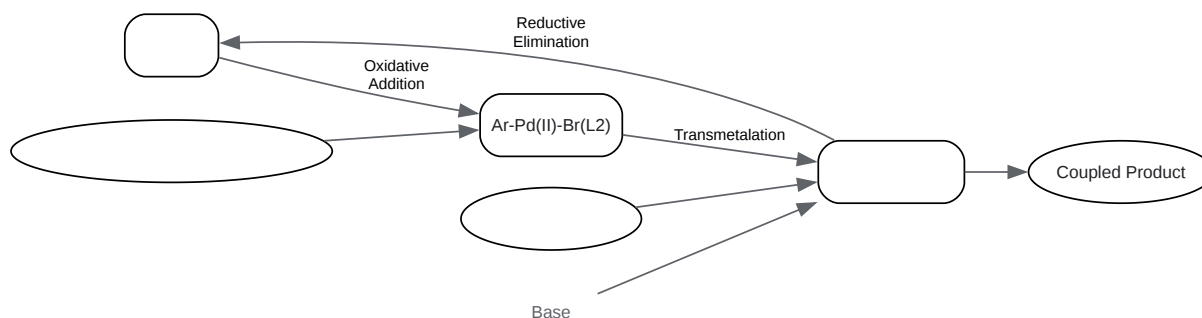 Reductive
Elimination
Oxidative
Addition
Ar-Pd(II)-Br(L2)
Transmetalation
Coupled Product
Base